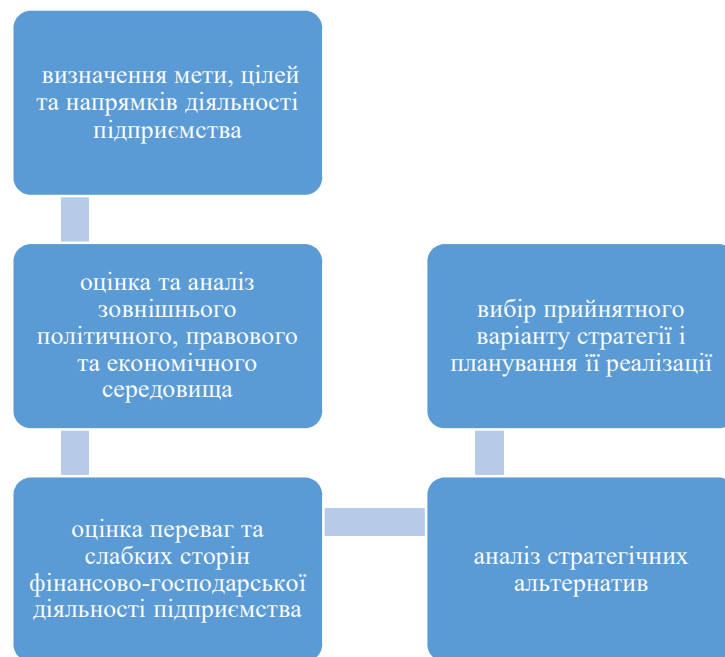 визначення мети, цілей
та напрямків діяльності
підприємства
оцінка та аналіз
зовнішнього
політичного, правового
та економічного
середовища
оцінка переваг та
слабких сторін
фінансово-господарської
діяльності підприємства
аналіз стратегічних
альтернатив
вибір прийнятного
варіанту стратегії і
планування її реалізації